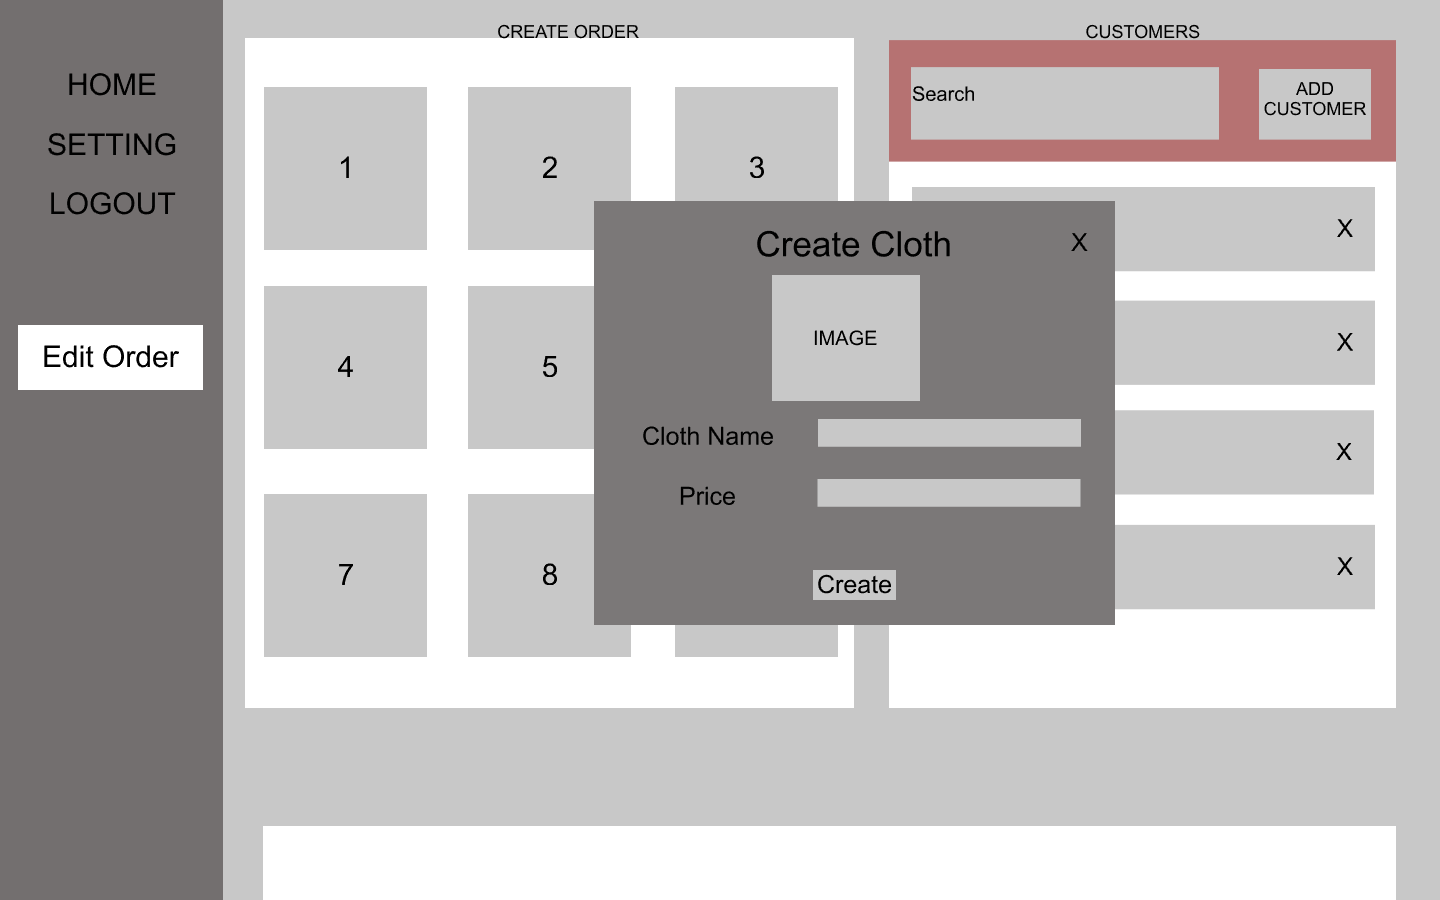 HOME
SETTING
LOGOUT
Edit Order
CREATE ORDER
1
2
3
4
5
7
8
CUSTOMERS
Search
ADD
CUSTOMER
X
X
X
X
Create Cloth
X
IMAGE
Cloth Name
Price
Create